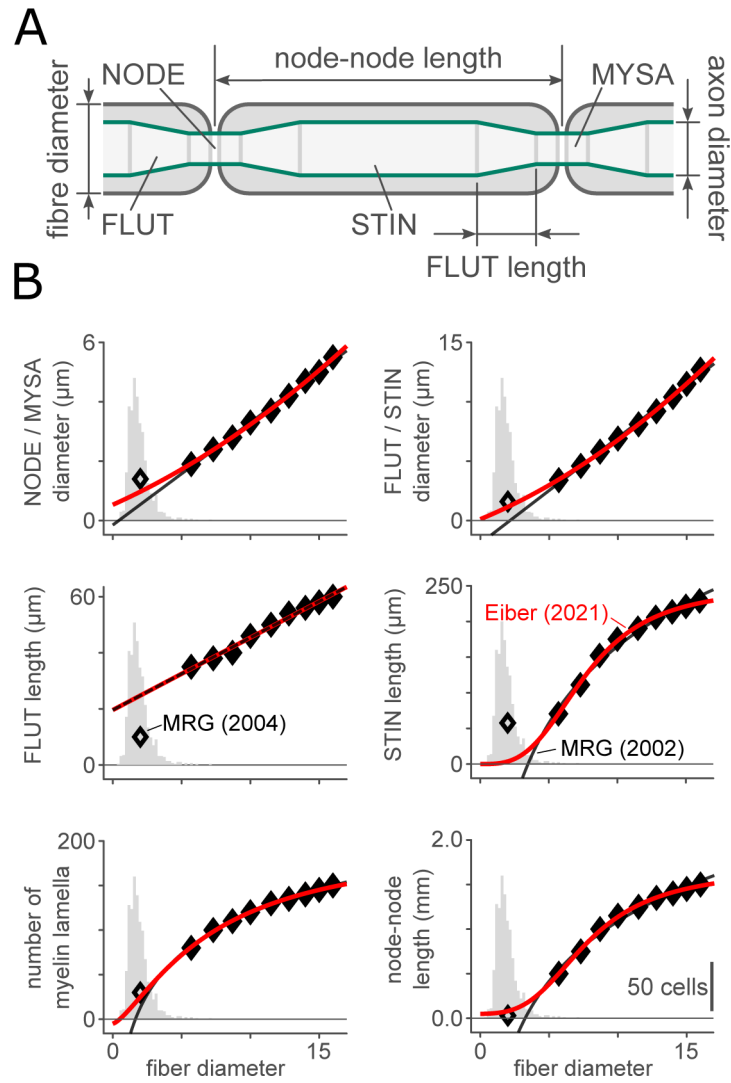 A
node-node length
NODE
MYSA
fibre diameter
axon diameter
FLUT
STIN
FLUT length
B
NODE / MYSA
diameter (µm)
6
0
FLUT / STIN
diameter (µm)
15
0
FLUT length (µm)
60
0
MRG (2004)
STIN length (µm)
250
0
Eiber (2021)
MRG (2002)
number of
myelin lamella
200
0
0
15
fiber diameter
node-node
length (mm)
2.0
0.0
50 cells
0
15
fiber diameter